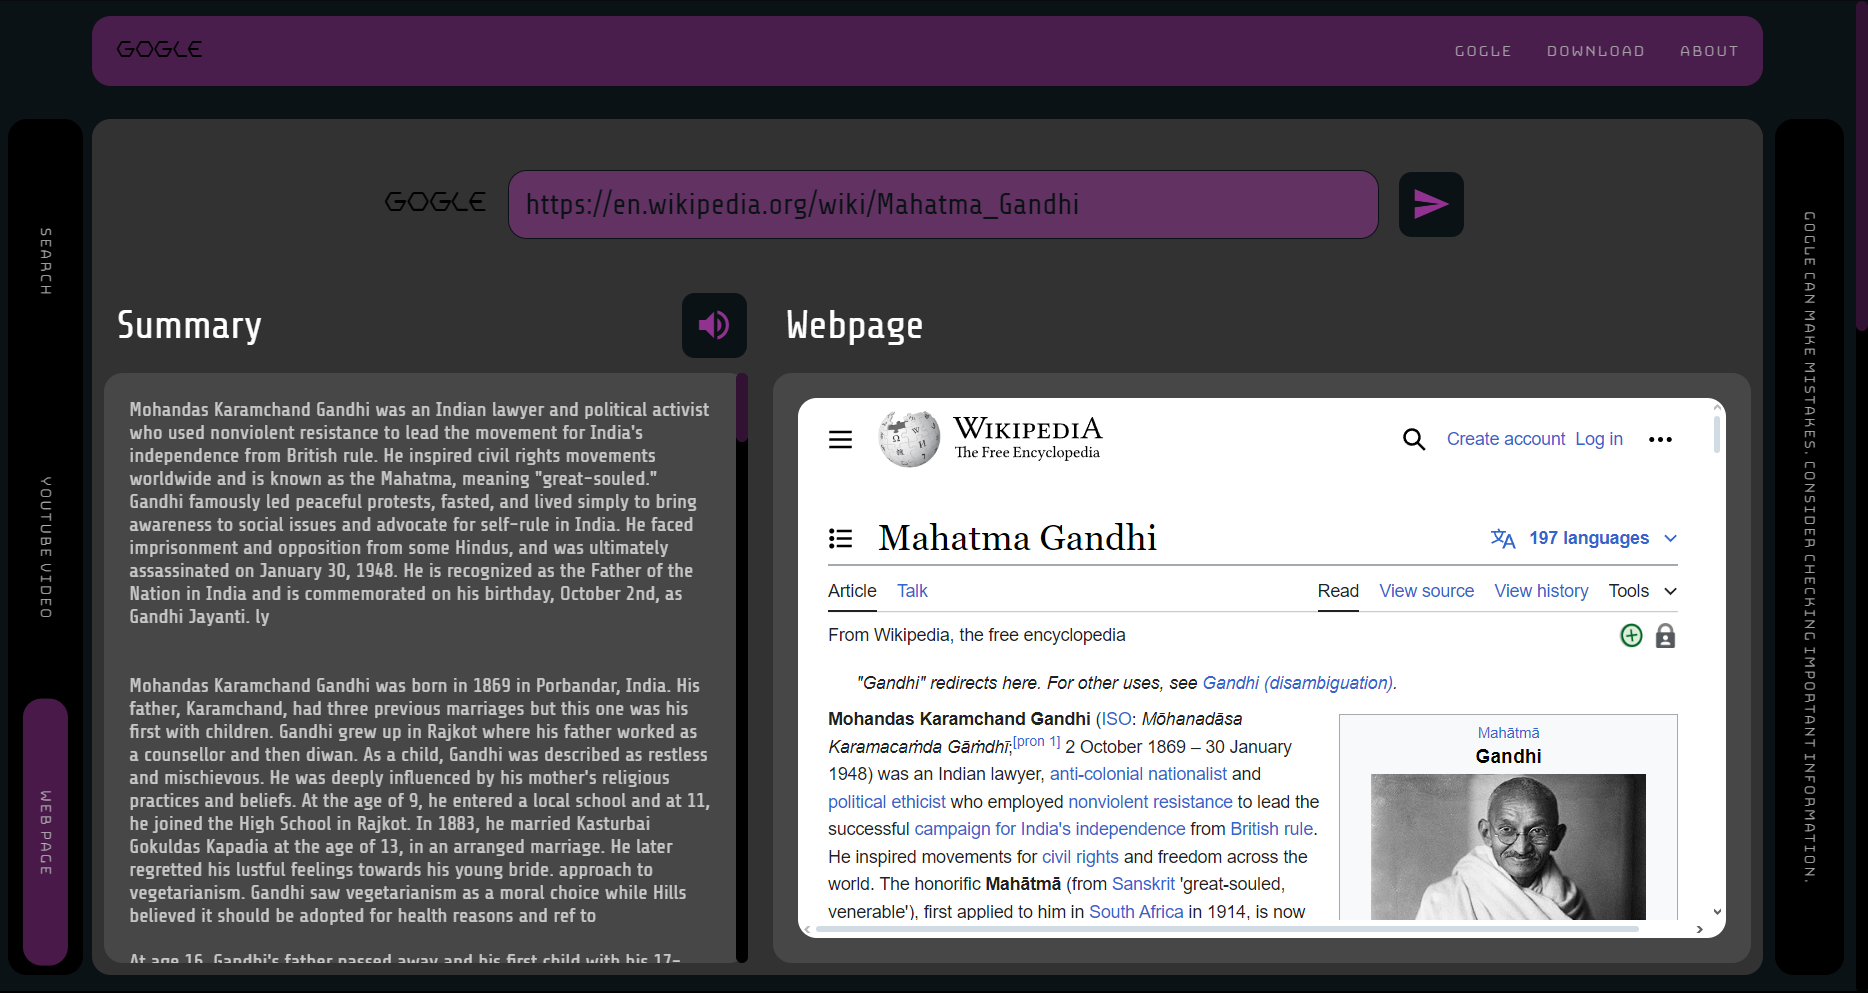 GOGLE
GOGLE DOWNLOAD ABOUT
SEARCH
YOUTUBE VIDEO
WEB PAGE
GOGLE https://en.wikipedia.org/wiki/Mahatma_Gandhi
Summary
Mohandas Karamchand Gandhi was an Indian lawyer and political activist
who used nonviolent resistance to lead the movement for India's
independence from British rule. He inspired civil rights movements
worldwide and is known as the Mahatma, meaning "great-souled."
Gandhi famously led peaceful protests, fasted, and lived simply to bring
awareness to social issues and advocate for self-rule in India. He faced
imprisonment and opposition from some Hindus, and was ultimately
assassinated on January 30, 1948. He is recognized as the Father of the
Nation in India and is commemorated on his birthday, October 2nd, as
Gandhi Jayanti. ly
Mohandas Karamchand Gandhi was born in 1869 in Porbandar, India. His
father, Karamchand, had three previous marriages but this one was his
first with children. Gandhi grew up in Rajkot where his father worked as
a counsellor and then diwan. As a child, Gandhi was described as restless
and mischievous. He was deeply influenced by his mother's religious
practices and beliefs. At the age of 9, he entered a local school and at 11,
he joined the High School in Rajkot. In 1883, he married Kasturbai
Gokuldas Kapadia at the age of 13, in an arranged marriage. He later
regretted his lustful feelings towards his young bride. approach to
vegetarianism. Gandhi saw vegetarianism as a moral choice while Hills
believed it should be adopted for health reasons and ref to
At age 16, Gandhi's father passed away and his first child with his 17-
Webpage
WIKIPEDIA
The Free Encyclopedia
Create account Log in
Mahatma Gandhi
197 languages
Article Talk Read View source View history Tools
From Wikipedia, the free encyclopedia
"Gandhi" redirects here. For other uses, see Gandhi (disambiguation).
Mohandas Karamchand Gandhi (ISO: Mōhanadāsa
Karamacaṁda Gāṁdhī;[pron 1] 2 October 1869 – 30 January
1948) was an Indian lawyer, anti-colonial nationalist and
political ethicist who employed nonviolent resistance to lead the
successful campaign for India's independence from British rule.
He inspired movements for civil rights and freedom across the
world. The honorific Mahātmā (from Sanskrit 'great-souled,
venerable'), first applied to him in South Africa in 1914, is now
Mahātmā
Gandhi
GOGLE CAN MAKE MISTAKES. CONSIDER CHECKING IMPORTANT INFORMATION.